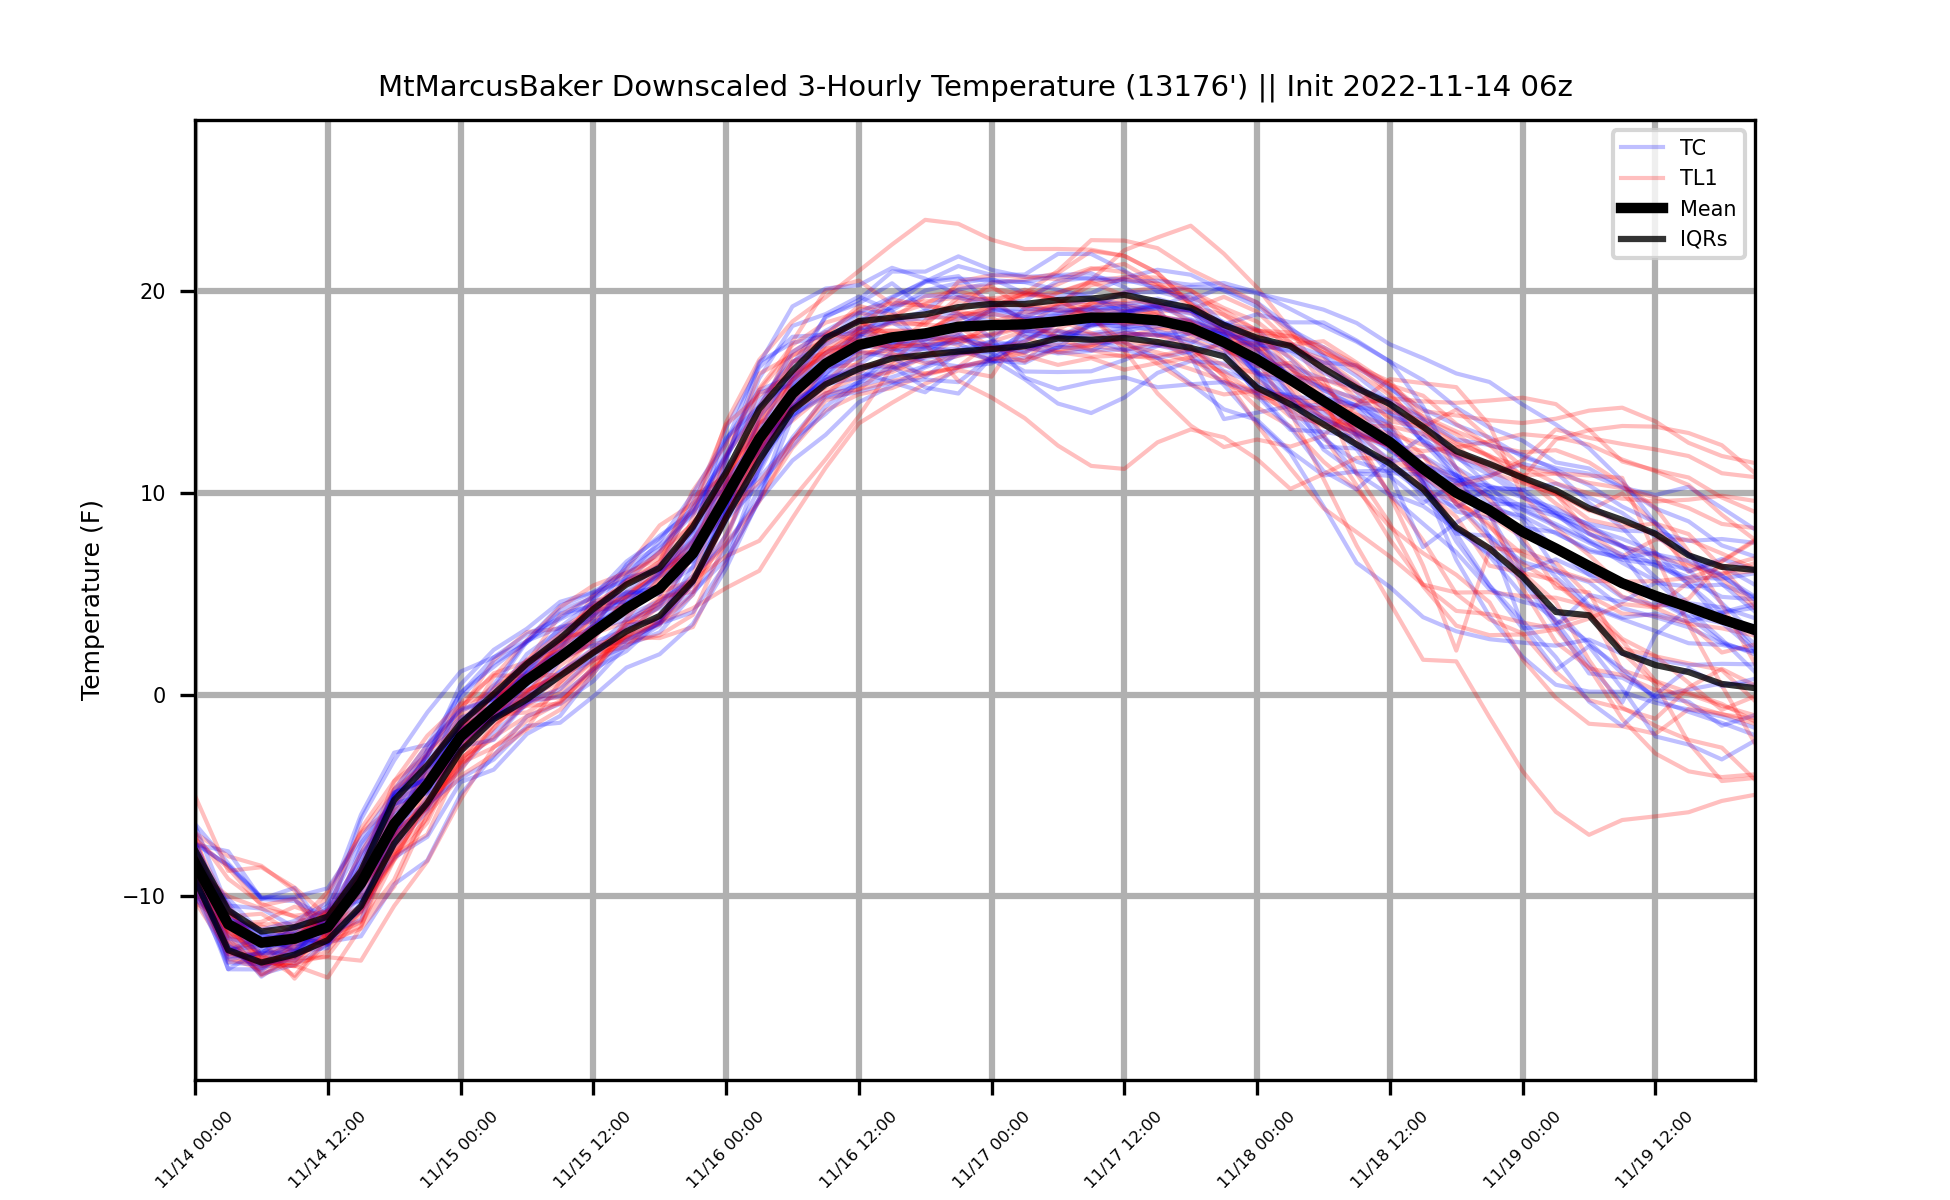 MtMarcusBaker Downscaled 3-Hourly Temperature (13176') || Init 2022-11-14 06z
TC
TL1
Mean
IQRs
Temperature (F)
20
10
0
−10
11/14 00:00
11/14 12:00
11/15 00:00
11/15 12:00
11/16 00:00
11/16 12:00
11/17 00:00
11/17 12:00
11/18 00:00
11/18 12:00
11/19 00:00
11/19 12:00